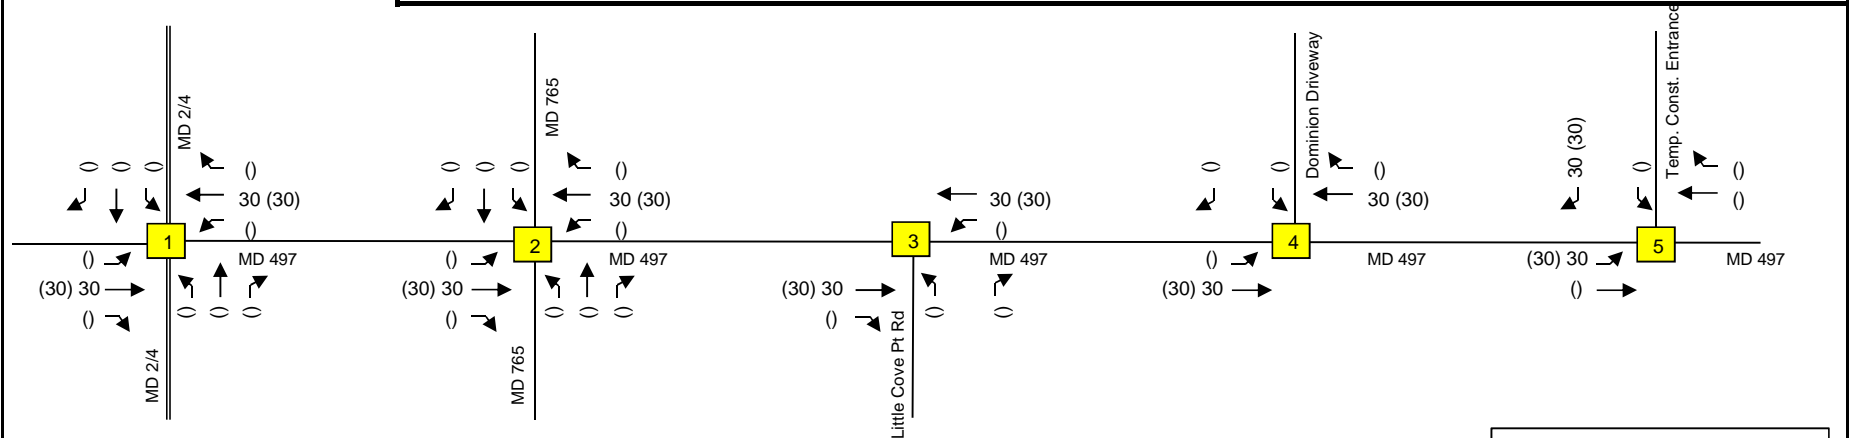 MD 2/4
() () ()
()
30 (30)
()
1
()
MD 497
(30) 30
()
() () ()
MD 2/4
MD 765
() () ()
()
30 (30)
()
2
()
MD 497
(30) 30
()
() () ()
MD 765
30 (30)
()
3
MD 497
(30) 30
()
() ()
Little Cove Pt Rd
Dominion Driveway
() ()
()
30 (30)
4
()
MD 497
(30) 30
Temp. Const. Entrance
30 (30)
()
()
()
5
(30) 30
MD 497
()